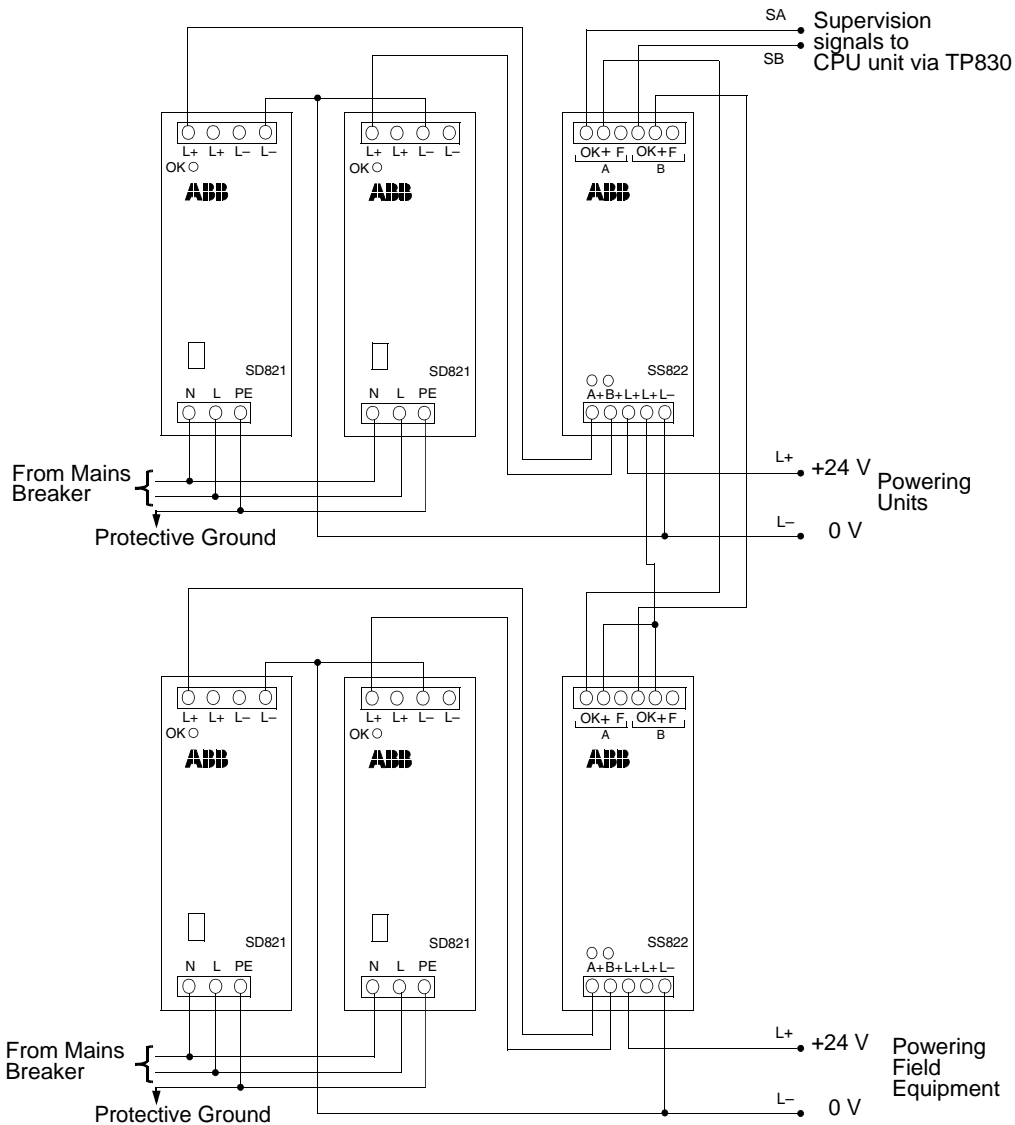 SA
Supervision
signals to
SB
CPU unit via TP830
L+ L+ L– L–
L+ L+ L– L–
OK+ F OK+F
A B
OK
OK
ABB
ABB
ABB
SD821
SD821
SS822
N L PE
N L PE
A+B+L+L+L–
From Mains
Breaker
Protective Ground
L+ +24 V
Powering
Units
L– 0 V
L+ L+ L– L–
L+ L+ L– L–
OK+ F OK+F
A B
OK
OK
ABB
ABB
ABB
SD821
SD821
SS822
N L PE
N L PE
A+B+L+L+L–
From Mains
Breaker
Protective Ground
L+ +24 V
Powering
Field
Equipment
L– 0 V